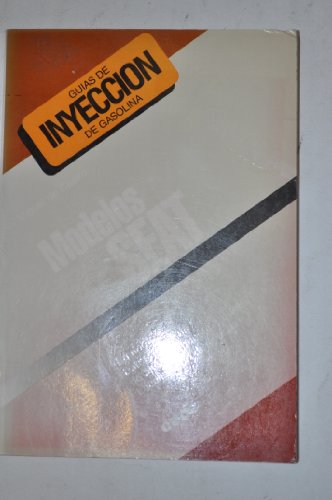 GUIAS DE
INYECCION
DE GASOLINA
Modelos
SEAT